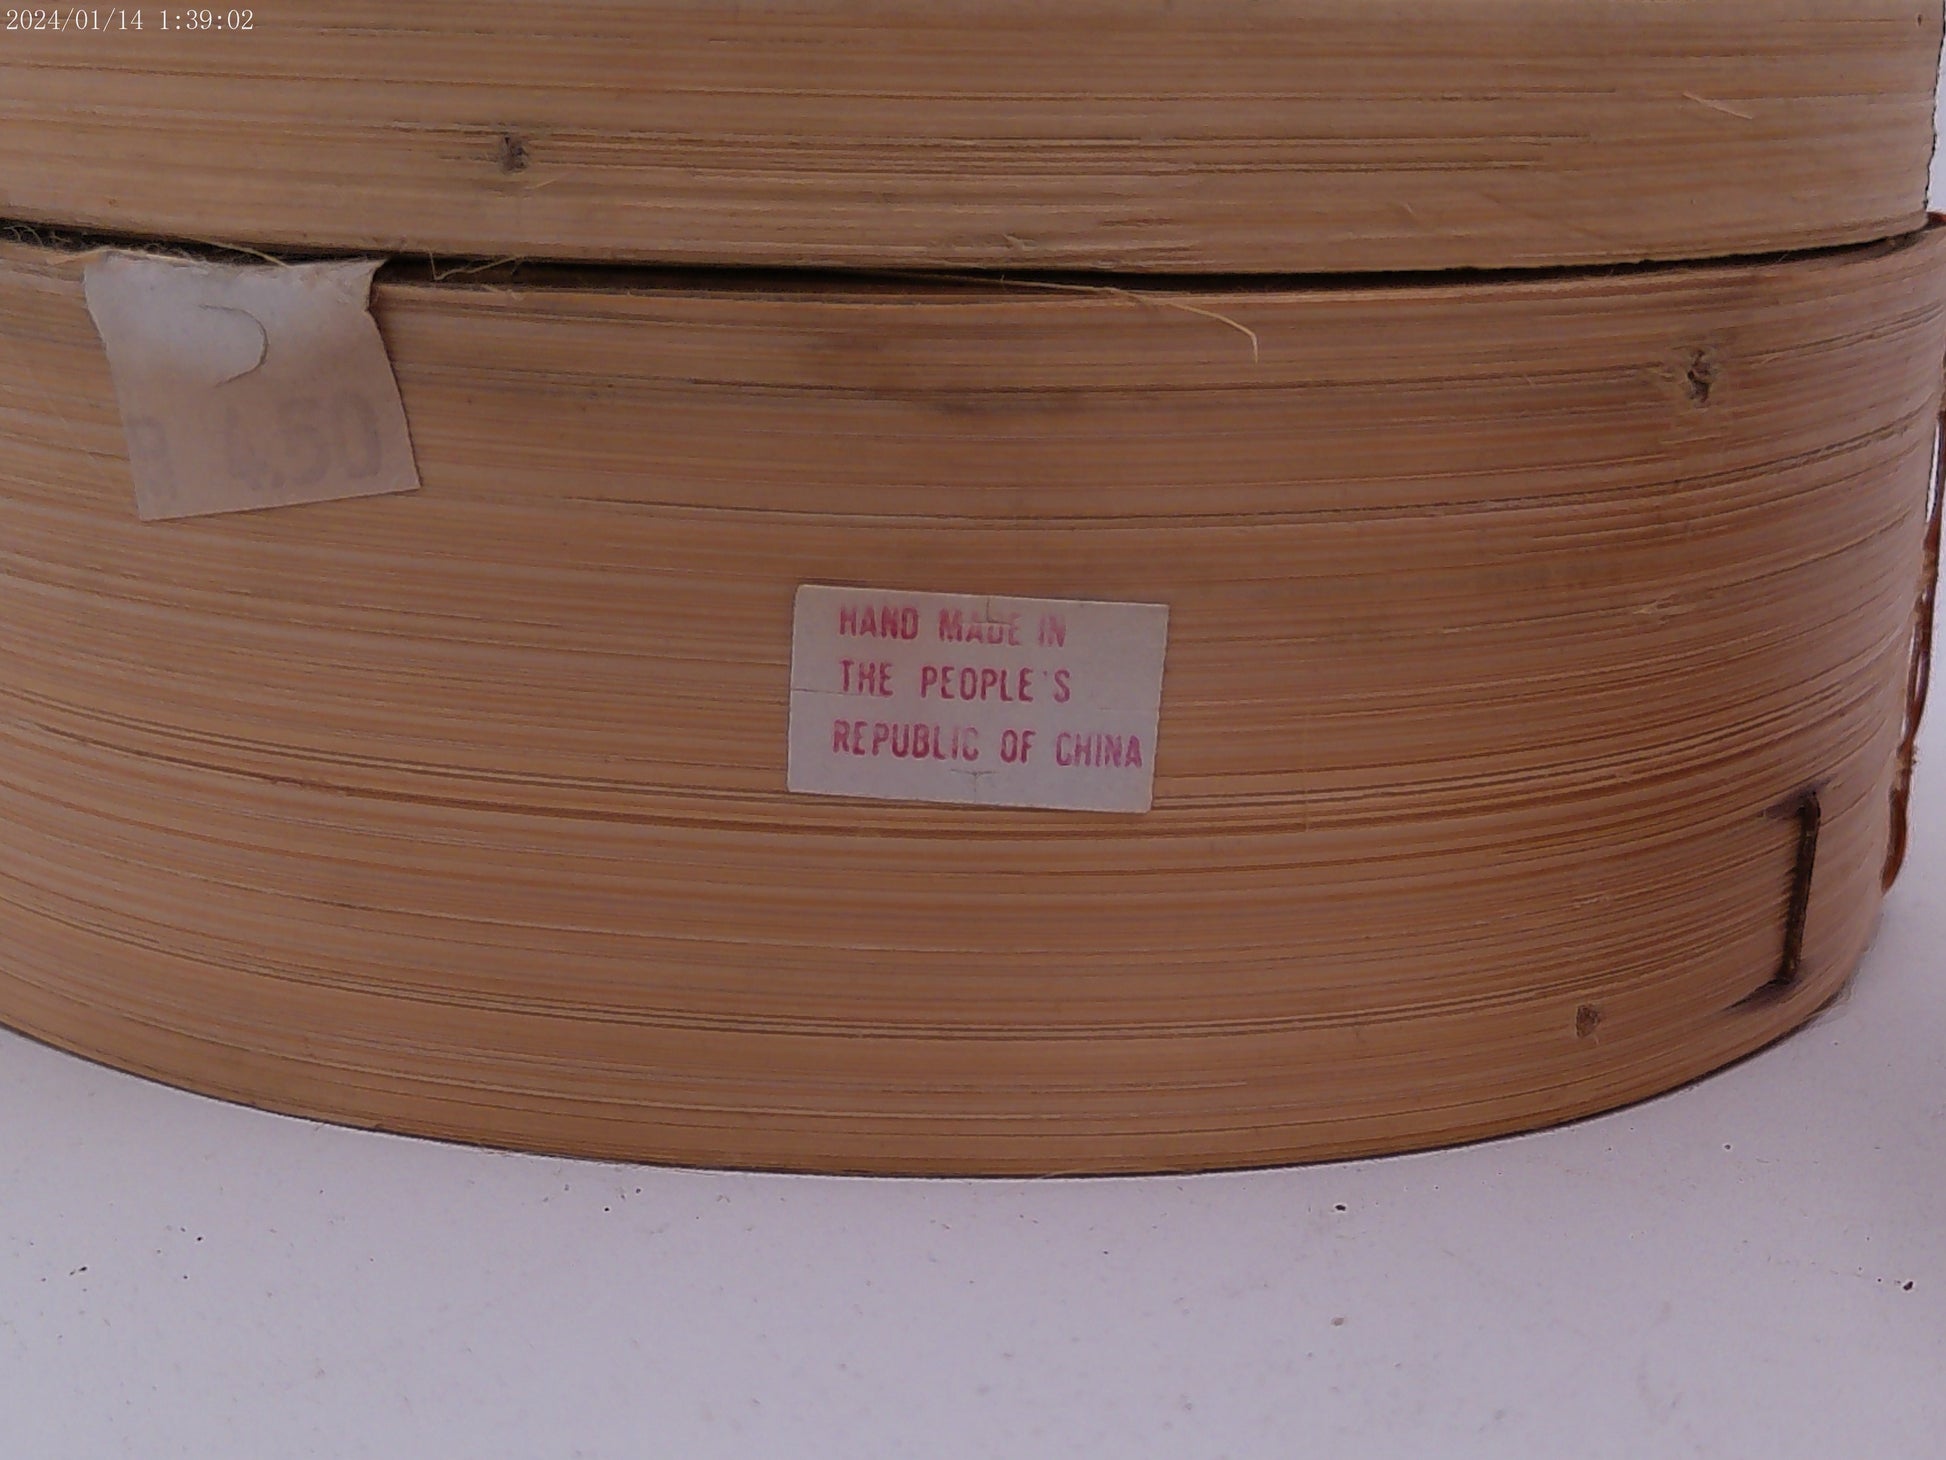 2024/01/14 1:39:02
R 4.50
HAND MADE IN
THE PEOPLE'S
REPUBLIC OF CHINA